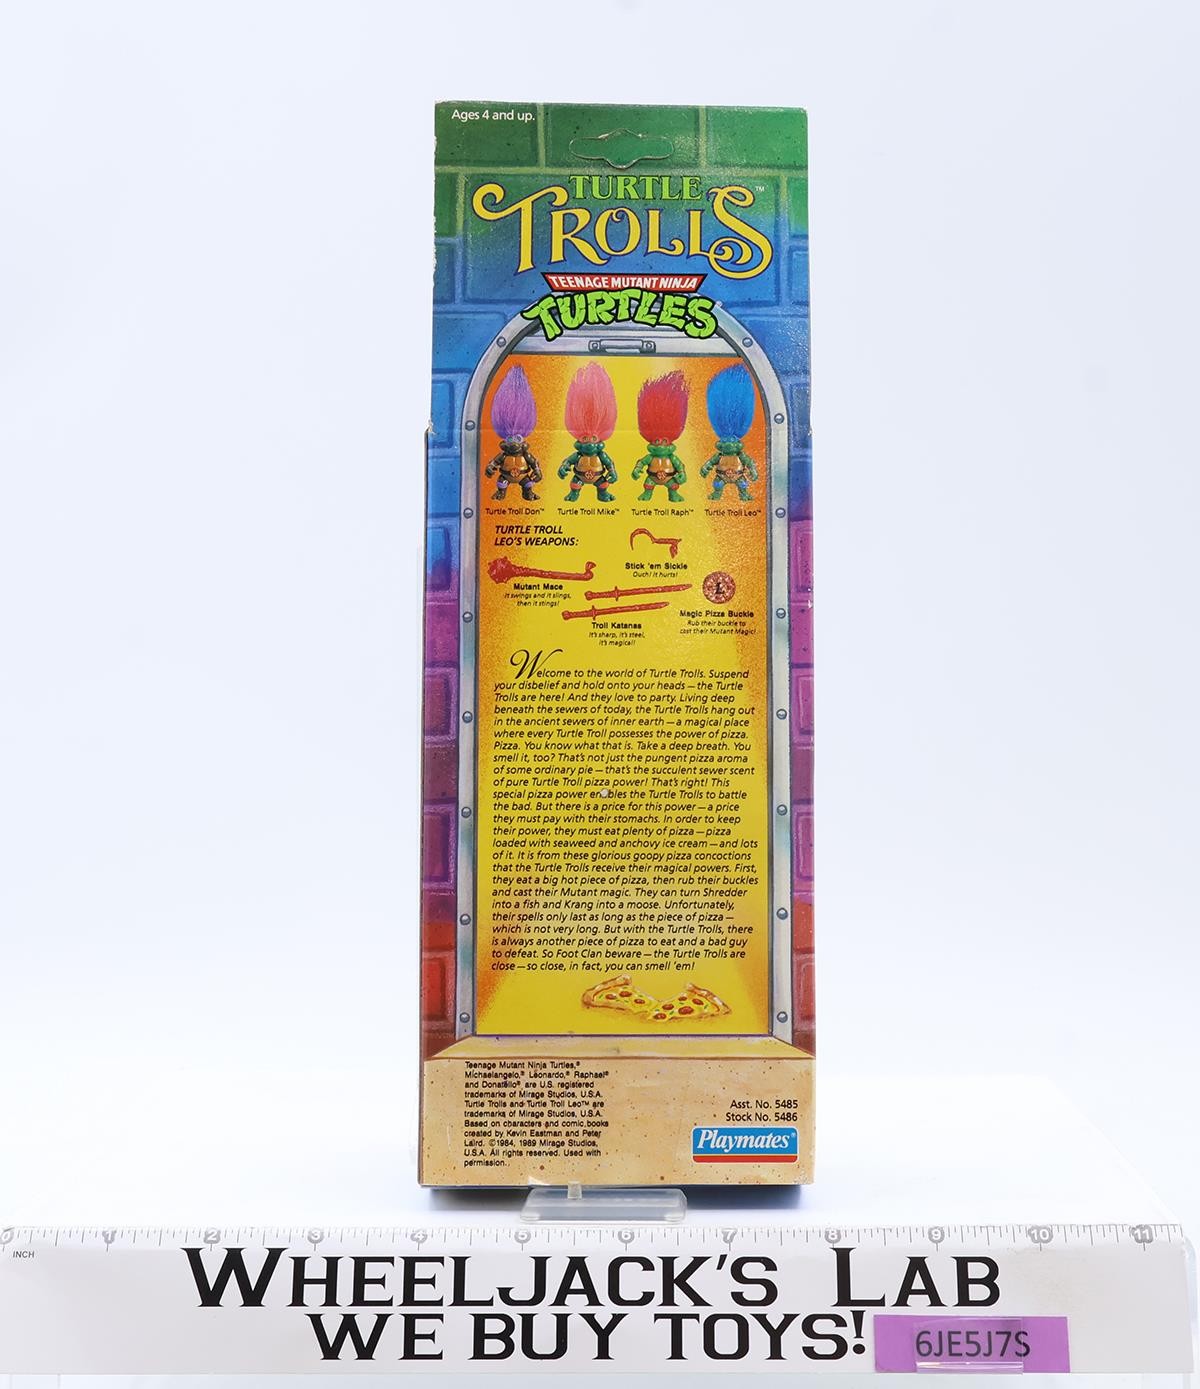 Ages 4 and up.
TURTLE
TROLLS™
TEENAGE MUTANT NINJA
TURTLES
Turtle Troll Don™ Turtle Troll Mike™ Turtle Troll Raph™ Turtle Troll Leo™
TURTLE TROLL
LEO'S WEAPONS:
Stick 'em Sickle
Ouch! It hurts!
Mutant Mace
It swings and it slings,
then it stings!
L
Magic Pizza Buckle
Rub their buckle to
cast their Mutant Magic!
Troll Katanas
It's sharp, it's steel,
it's magical!
Welcome to the world of Turtle Trolls. Suspend
your disbelief and hold onto your heads — the Turtle
Trolls are here! And they love to party. Living deep
beneath the sewers of today, the Turtle Trolls hang out
in the ancient sewers of inner earth — a magical place
where every Turtle Troll possesses the power of pizza.
Pizza. You know what that is. Take a deep breath. You
smell it, too? That's not just the pungent pizza aroma
of some ordinary pie — that's the succulent sewer scent
of pure Turtle Troll pizza power! That's right! This
special pizza power enables the Turtle Trolls to battle
the bad. But there is a price for this power — a price
they must pay with their stomachs. In order to keep
their power, they must eat plenty of pizza — pizza
loaded with seaweed and anchovy ice cream — and lots
of it. It is from these glorious goopy pizza concoctions
that the Turtle Trolls receive their magical powers. First,
they eat a big hot piece of pizza, then rub their buckles
and cast their Mutant magic. They can turn Shredder
into a fish and Krang into a moose. Unfortunately,
their spells only last as long as the piece of pizza —
which is not very long. But with the Turtle Trolls, there
is always another piece of pizza to eat and a bad guy
to defeat. So Foot Clan beware — the Turtle Trolls are
close — so close, in fact, you can smell 'em!
Teenage Mutant Ninja Turtles,®
Michaelangelo,® Leonardo,® Raphael®
and Donatello® are U.S. registered
trademarks of Mirage Studios, U.S.A.
Turtle Trolls and Turtle Troll Leo™ are
trademarks of Mirage Studios, U.S.A.
Based on characters and comic books
created by Kevin Eastman and Peter
Laird. ©1984, 1989 Mirage Studios,
U.S.A. All rights reserved. Used with
permission.
Asst. No. 5485
Stock No. 5486
Playmates®
0 1 2 3 4 5 6 7 8 9 10 11
INCH
WHEELJACK'S LAB
WE BUY TOYS!
6JE5J7S